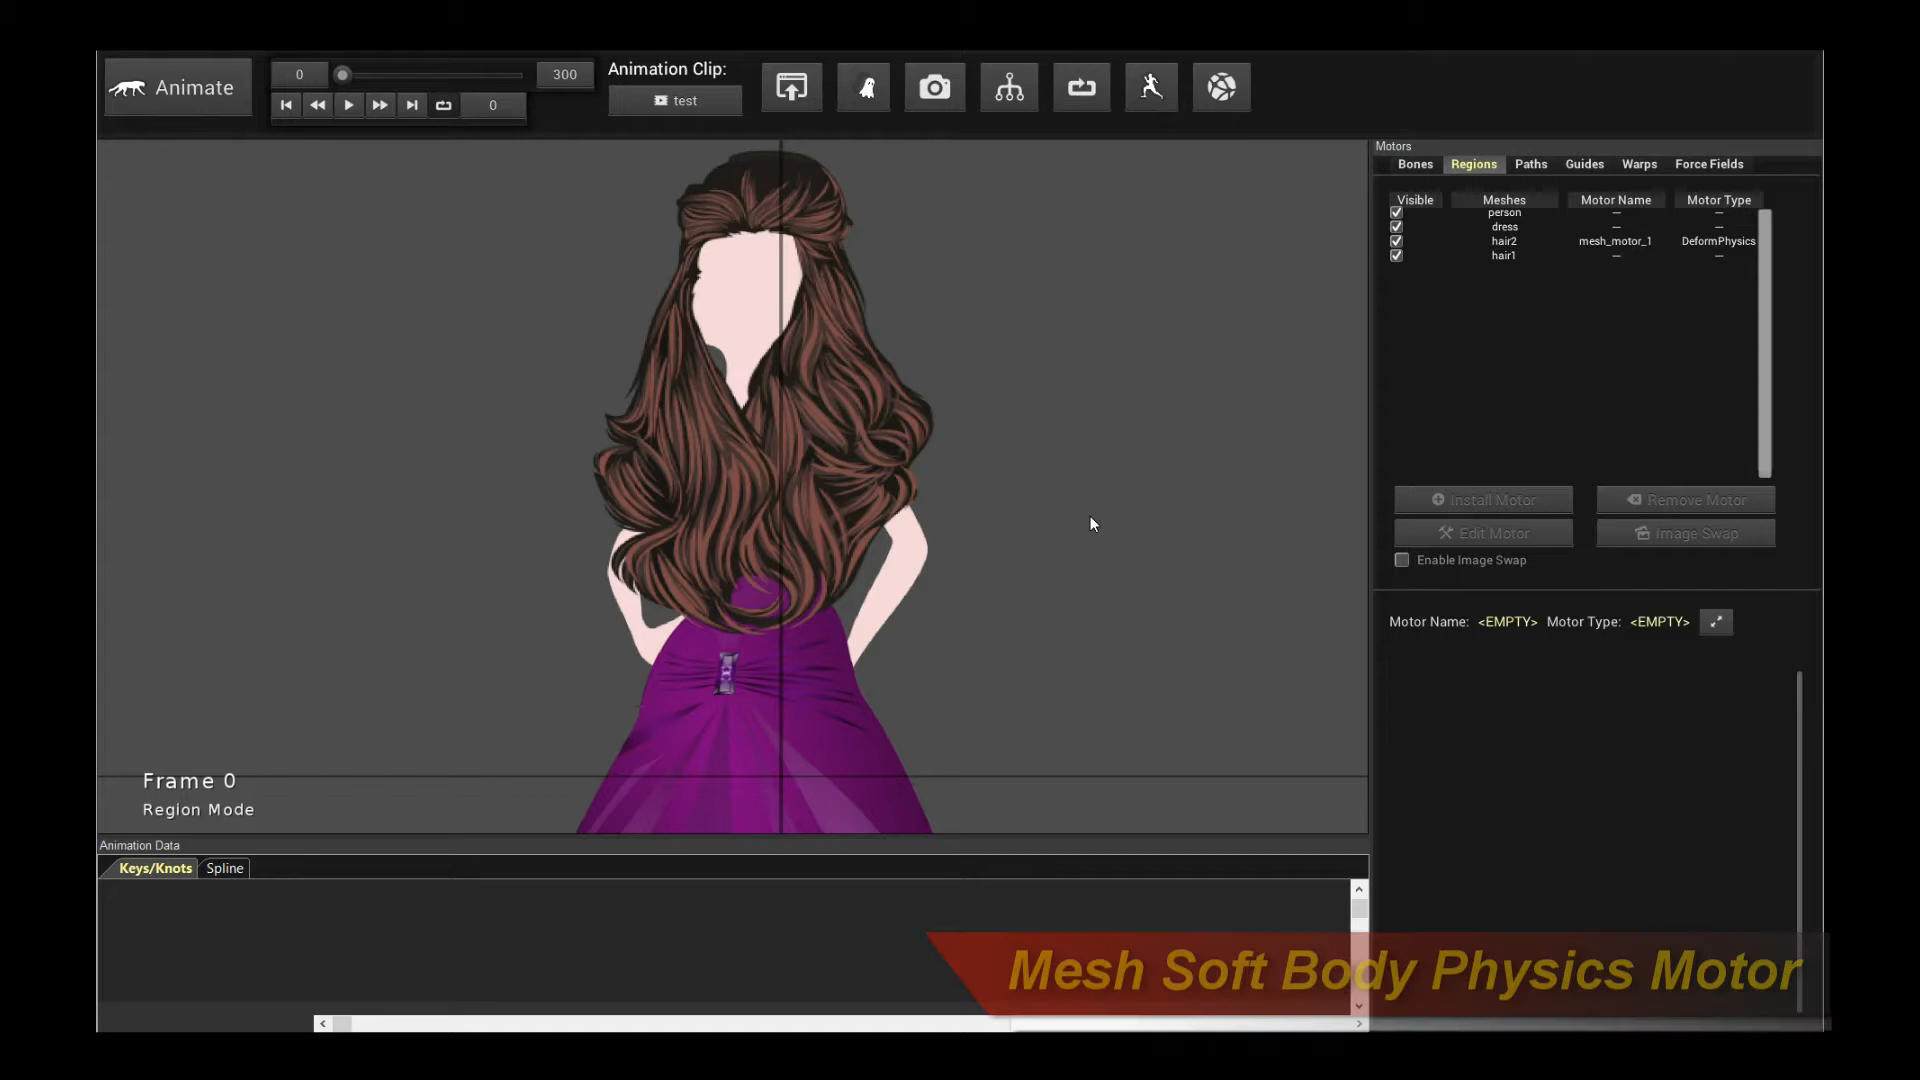 Animate
0
300
0
Animation Clip:
test
Motors
Bones Regions Paths Guides Warps Force Fields
Visible Meshes Motor Name Motor Type
person — —
dress — —
hair2 mesh_motor_1 DeformPhysics
hair1 — —
Install Motor Remove Motor
Edit Motor Image Swap
Enable Image Swap
Motor Name: <EMPTY> Motor Type: <EMPTY>
Frame 0
Region Mode
Animation Data
Keys/Knots Spline
Mesh Soft Body Physics Motor